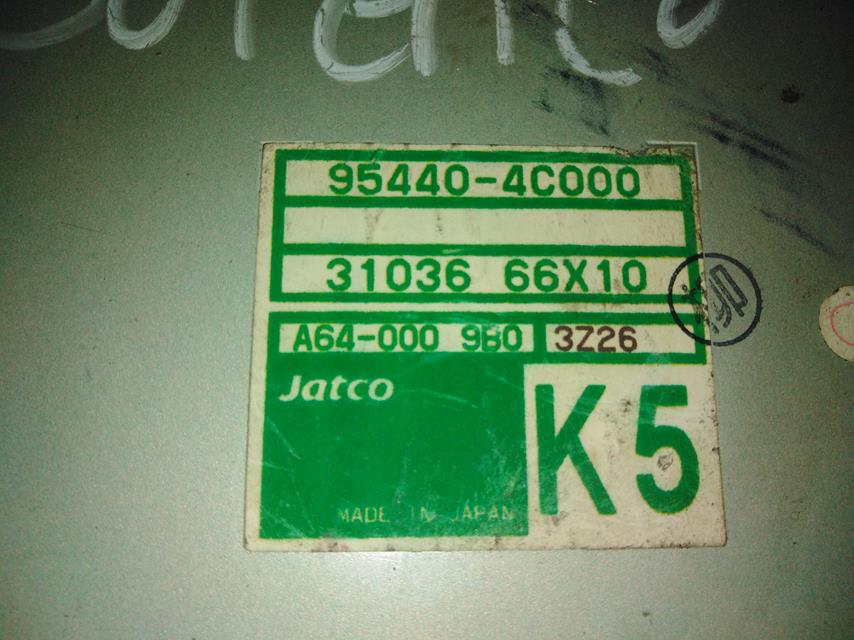 95440-4C000
31036 66X10
A64-000 9B0 3Z26
Jatco
K5
MADE IN JAPAN